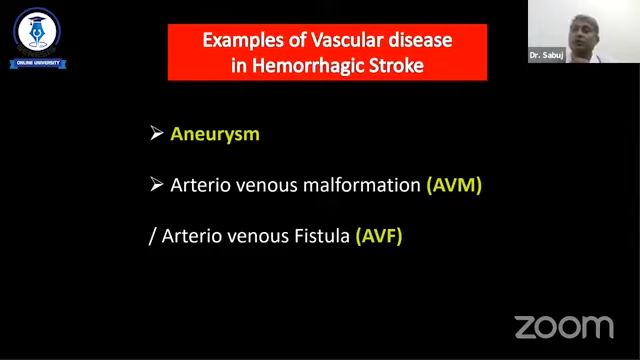 Examples of Vascular disease
in Hemorrhagic Stroke
Dr. Sabuj
ONLINE UNIVERSITY
➢ Aneurysm
➢ Arterio venous malformation (AVM)
/ Arterio venous Fistula (AVF)
zoom